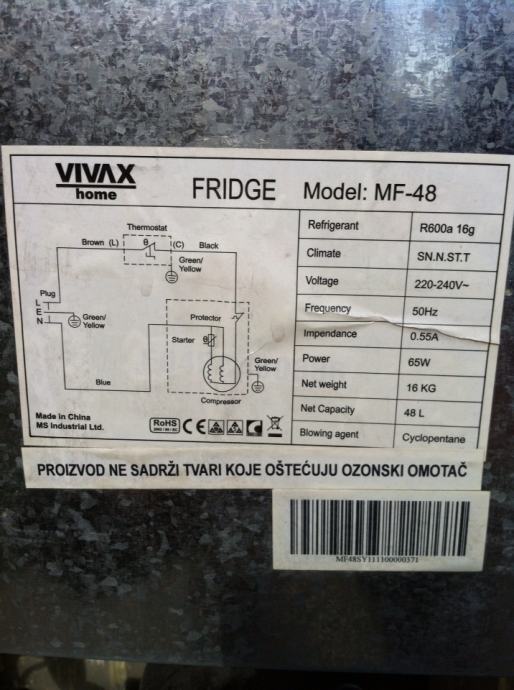 VIVAX
home
FRIDGE Model: MF-48
Thermostat
Brown (L) θ (C) Black
Green/
Yellow
Plug
L
E
N
Green/
Yellow
Protector
Starter θ
Green/
Yellow
Blue
Compressor
Made in China
MS Industrial Ltd.
RoHS
CE
Refrigerant R600a 16g
Climate SN.N.ST.T
Voltage 220-240V~
Frequency 50Hz
Impendance 0.55A
Power 65W
Net weight 16 KG
Net Capacity 48 L
Blowing agent Cyclopentane
PROIZVOD NE SADRŽI TVARI KOJE OŠTEĆUJU OZONSKI OMOTAČ
MF48SY111100000371